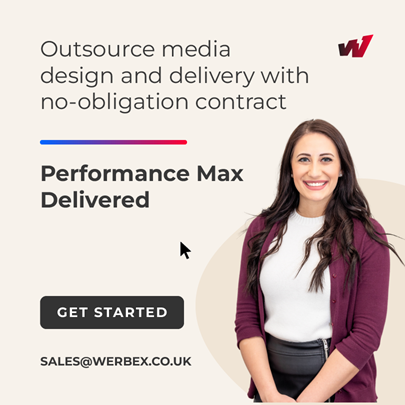 Outsource media
design and delivery with
no-obligation contract
Performance Max
Delivered
GET STARTED
SALES@WERBEX.CO.UK